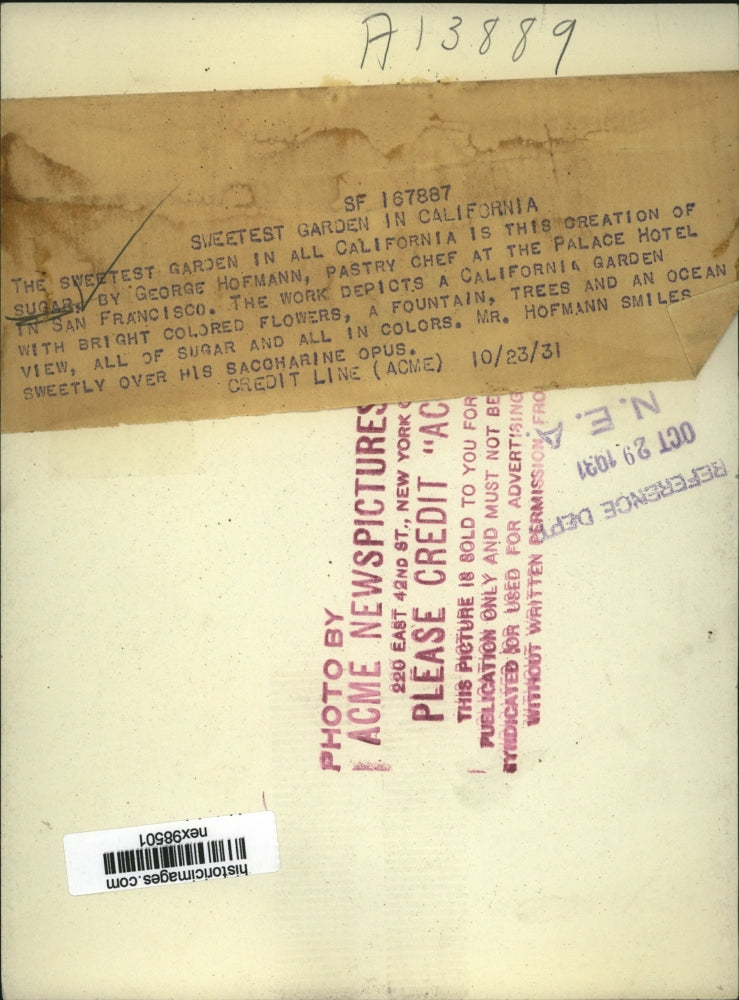 A13889
SF 167887
SWEETEST GARDEN IN CALIFORNIA
THE SWEETEST GARDEN IN ALL CALIFORNIA IS THIS CREATION OF
SUGAR, BY GEORGE HOFMANN, PASTRY CHEF AT THE PALACE HOTEL
IN SAN FRANCISCO. THE WORK DEPICTS A CALIFORNIA GARDEN
WITH BRIGHT COLORED FLOWERS, A FOUNTAIN, TREES AND AN OCEAN
VIEW, ALL OF SUGAR AND ALL IN COLORS. MR. HOFMANN SMILES
SWEETLY OVER HIS SACCHARINE OPUS.
CREDIT LINE (ACME) 10/23/31
PHOTO BY
ACME NEWSPICTURES
220 EAST 42ND ST., NEW YORK
PLEASE CREDIT "AC
THIS PICTURE IS SOLD TO YOU FOR
PUBLICATION ONLY AND MUST NOT BE
SYNDICATED OR USED FOR ADVERTISING
WITHOUT WRITTEN PERMISSION FRO
REFERENCE DEPT
OCT 29 1931
N. E. A.
historicimages.com
nex98501